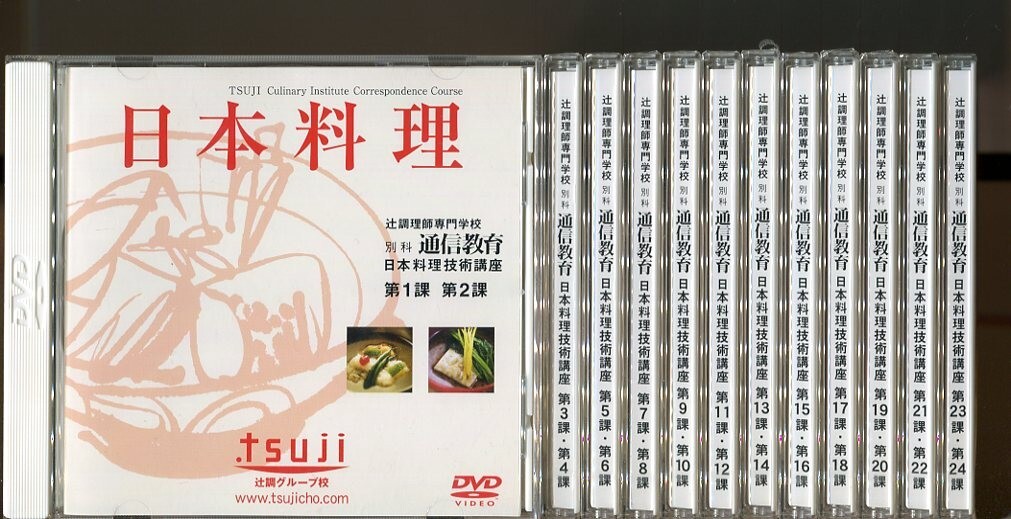 TSUJI Culinary Institute Correspondence Course
日本料理
辻調理師専門学校
別科 通信教育
日本料理技術講座
第1課 第2課
.tsuji
辻調グループ校
www.tsujicho.com
DVD
VIDEO
DVD
辻調理師専門学校 別科 通信教育 日本料理技術講座 第3課・第4課
辻調理師専門学校 別科 通信教育 日本料理技術講座 第5課・第6課
辻調理師専門学校 別科 通信教育 日本料理技術講座 第7課・第8課
辻調理師専門学校 別科 通信教育 日本料理技術講座 第9課・第10課
辻調理師専門学校 別科 通信教育 日本料理技術講座 第11課・第12課
辻調理師専門学校 別科 通信教育 日本料理技術講座 第13課・第14課
辻調理師専門学校 別科 通信教育 日本料理技術講座 第15課・第16課
辻調理師専門学校 別科 通信教育 日本料理技術講座 第17課・第18課
辻調理師専門学校 別科 通信教育 日本料理技術講座 第19課・第20課
辻調理師専門学校 別科 通信教育 日本料理技術講座 第21課・第22課
辻調理師専門学校 別科 通信教育 日本料理技術講座 第23課・第24課